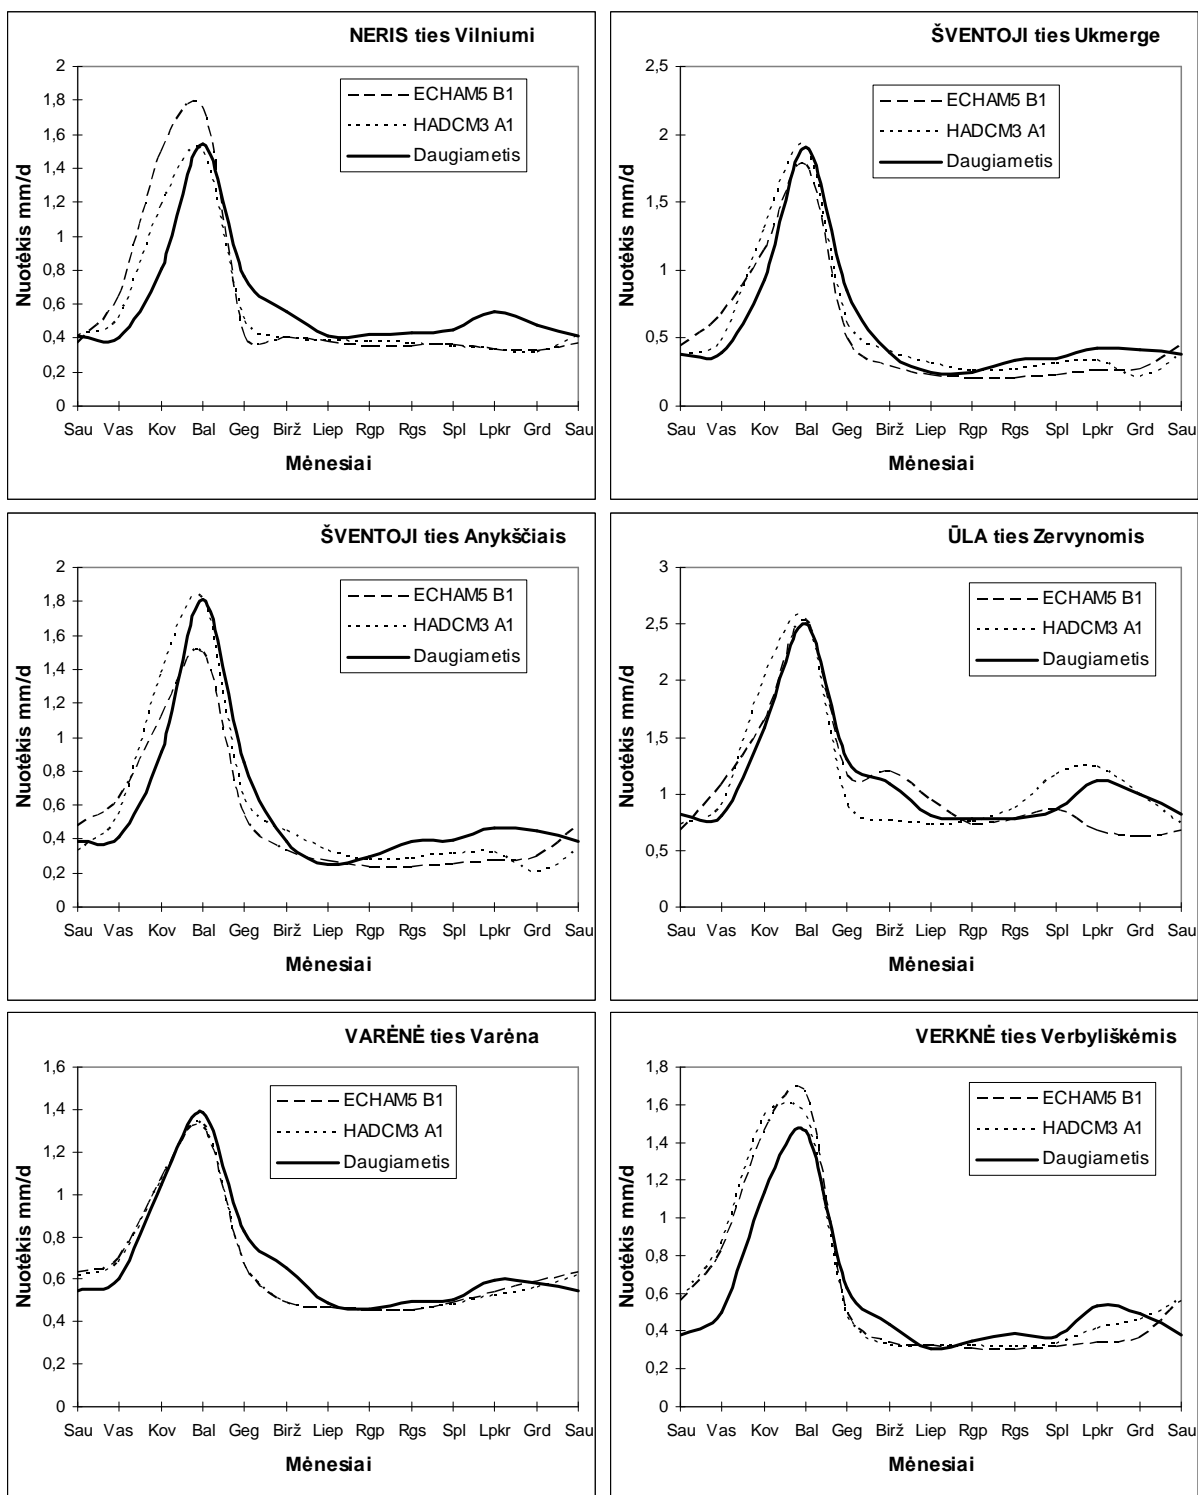 NERIS ties Vilniumi
Nuotėkis mm/d
2
1,8
1,6
1,4
1,2
1
0,8
0,6
0,4
0,2
0
ECHAM5 B1
HADCM3 A1
Daugiametis
Sau Vas Kov Bal Geg Birž Liep Rgp Rgs Spl Lpkr Grd Sau
Mėnesiai
ŠVENTOJI ties Ukmerge
Nuotėkis mm/d
2,5
2
1,5
1
0,5
0
ECHAM5 B1
HADCM3 A1
Daugiametis
Sau Vas Kov Bal Geg Birž Liep Rgp Rgs Spl Lpkr Grd Sau
Mėnesiai
ŠVENTOJI ties Anykščiais
Nuotėkis mm/d
2
1,8
1,6
1,4
1,2
1
0,8
0,6
0,4
0,2
0
ECHAM5 B1
HADCM3 A1
Daugiametis
Sau Vas Kov Bal Geg Birž Liep Rgp Rgs Spl Lpkr Grd Sau
Mėnesiai
ŪLA ties Zervynomis
Nuotėkis mm/d
3
2,5
2
1,5
1
0,5
0
ECHAM5 B1
HADCM3 A1
Daugiametis
Sau Vas Kov Bal Geg Birž Liep Rgp Rgs Spl Lpkr Grd Sau
Mėnesiai
VARĖNĖ ties Varėna
Nuotėkis mm/d
1,6
1,4
1,2
1
0,8
0,6
0,4
0,2
0
ECHAM5 B1
HADCM3 A1
Daugiametis
Sau Vas Kov Bal Geg Birž Liep Rgp Rgs Spl Lpkr Grd Sau
Mėnesiai
VERKNĖ ties Verbyliškėmis
Nuotėkis mm/d
1,8
1,6
1,4
1,2
1
0,8
0,6
0,4
0,2
0
ECHAM5 B1
HADCM3 A1
Daugiametis
Sau Vas Kov Bal Geg Birž Liep Rgp Rgs Spl Lpkr Grd Sau
Mėnesiai